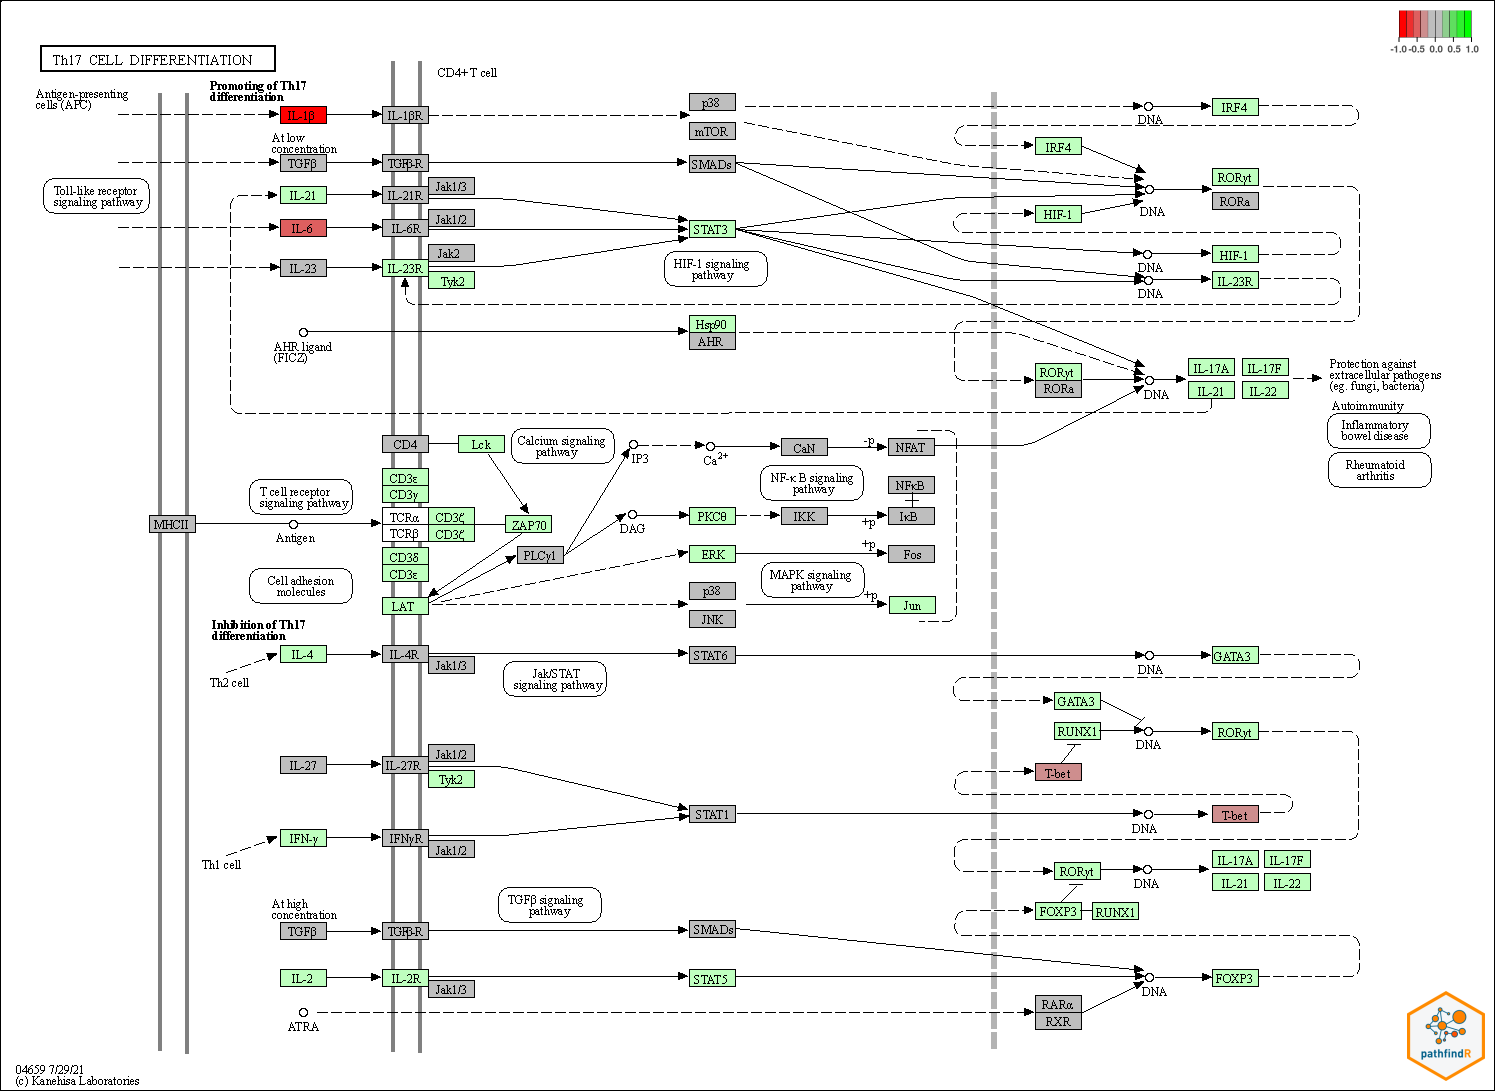 -1.0 -0.5 0.0 0.5 1.0
Th17 CELL DIFFERENTIATION
CD4+T cell
Antigen-presenting
cells (APC)
Promoting of Th17
differentiation
IL-1β
IL-1βR
p38
mTOR
DNA
IRF4
IRF4
At low
concentration
TGFβ
TGFβ-R
SMADs
Toll-like receptor
signaling pathway
IL-21
IL-21R
Jak1/3
IL-6
IL-6R
Jak1/2
STAT3
HIF-1
DNA
RORγt
RORa
IL-23
IL-23R
Jak2
Tyk2
HIF-1 signaling
pathway
DNA
HIF-1
DNA
IL-23R
AHR ligand
(FICZ)
Hsp90
AHR
RORγt
RORa
DNA
IL-17A
IL-17F
IL-21
IL-22
Protection against
extracellular pathogens
(eg. fungi, bacteria)
Autoimmunity
Inflammatory
bowel disease
Rheumatoid
arthritis
CD4
Lck
Calcium signaling
pathway
IP3
Ca2+
CaN
-p
NFAT
CD3ε
CD3γ
NF-κB signaling
pathway
NFκB
T cell receptor
signaling pathway
MHCII
Antigen
TCRα
TCRβ
CD3ζ
CD3ζ
ZAP70
DAG
PKCθ
IKK
+p
IκB
CD3δ
CD3ε
PLCγ1
ERK
+p
Fos
Cell adhesion
molecules
LAT
p38
JNK
MAPK signaling
pathway
+p
Jun
Inhibition of Th17
differentiation
Th2 cell
IL-4
IL-4R
Jak1/3
Jak/STAT
signaling pathway
STAT6
DNA
GATA3
GATA3
RUNX1
DNA
RORγt
IL-27
IL-27R
Jak1/2
Tyk2
T-bet
STAT1
DNA
T-bet
Th1 cell
IFN-γ
IFNγR
Jak1/2
RORγt
DNA
IL-17A
IL-17F
IL-21
IL-22
At high
concentration
TGFβ
TGFβ-R
TGFβ signaling
pathway
SMADs
FOXP3
RUNX1
IL-2
IL-2R
Jak1/3
STAT5
DNA
FOXP3
ATRA
RARα
RXR
pathfindR
04659 7/29/21
(c) Kanehisa Laboratories